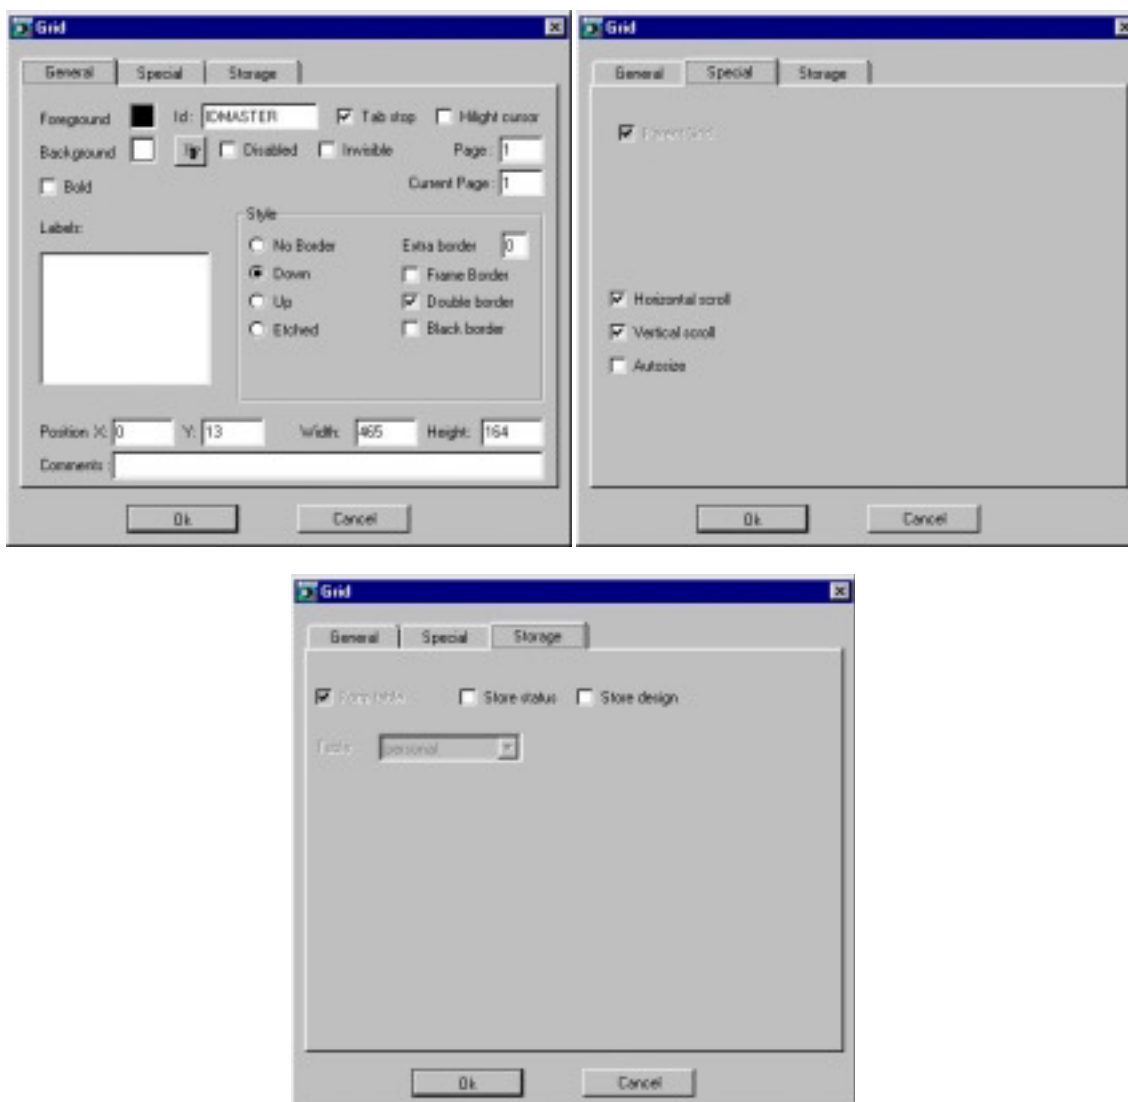 Grid
General Special Storage
Foreground Id: IDMASTER Tab stop Hilight cursor
Background Disabled Invisible Page: 1
Bold Current Page: 1
Labels:
Style
No Border Extra border 0
Down Frame Border
Up Double border
Etched Black border
Position X: 0 Y: 13 Width: 465 Height: 164
Comments:
Ok Cancel
Grid
General Special Storage
Parent Grid
Horizontal scroll
Vertical scroll
Autosize
Ok Cancel
Grid
General Special Storage
Store status Store design
Table personal
Ok Cancel